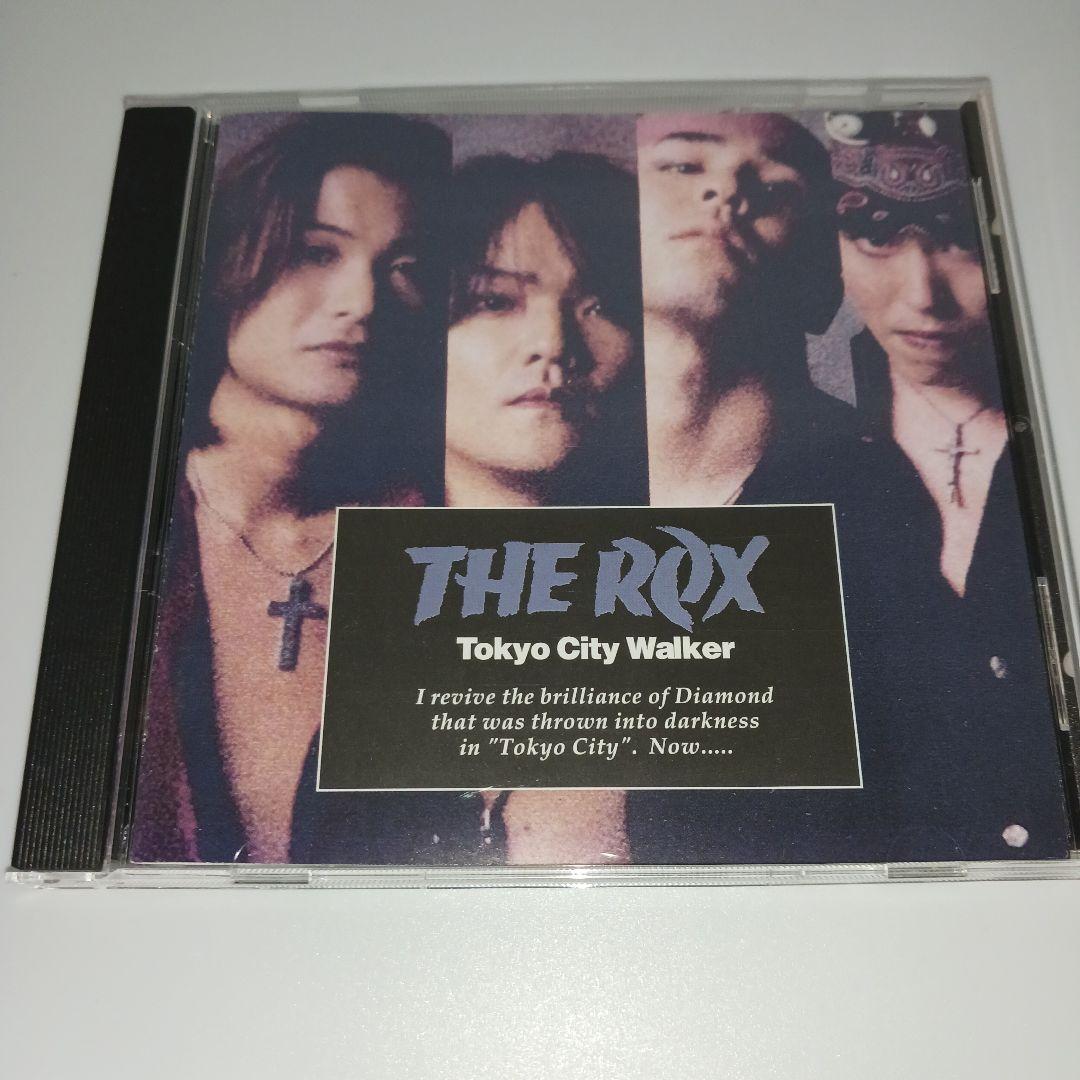 THE ROX
Tokyo City Walker
I revive the brilliance of Diamond
that was thrown into darkness
in "Tokyo City". Now.....